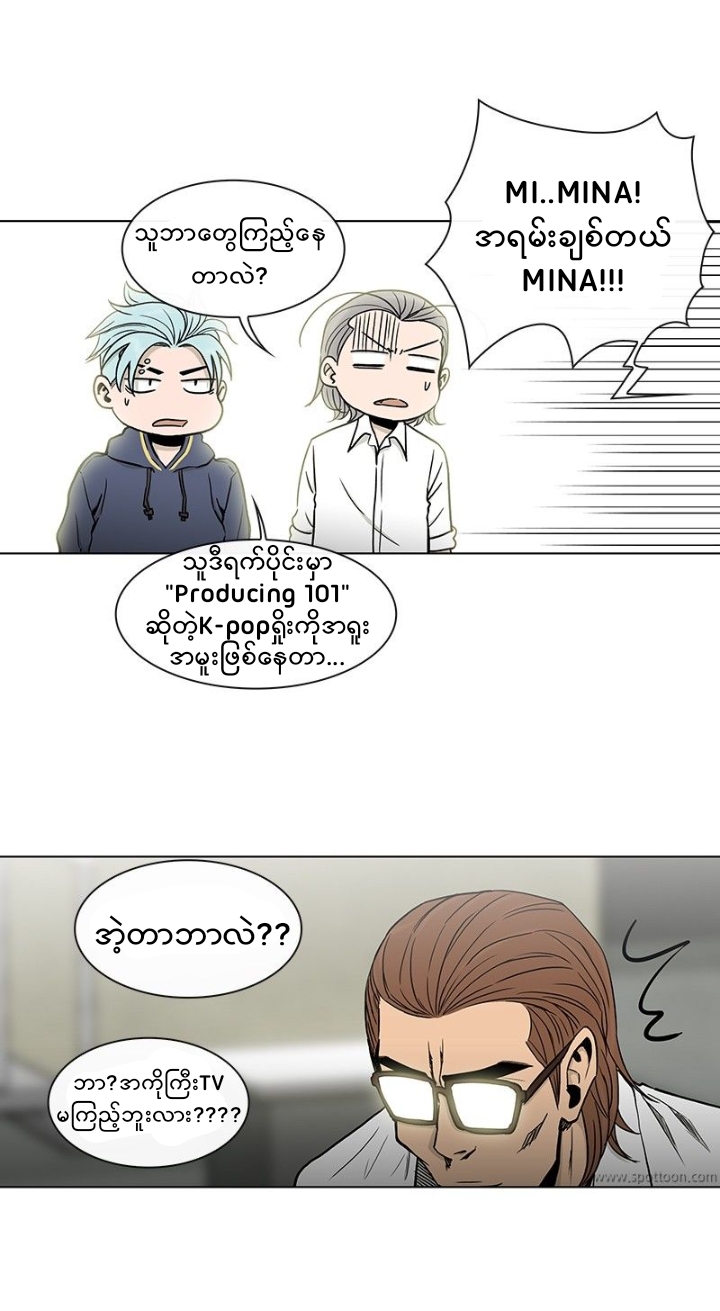 MI..MINA!
အရမ်းချစ်တယ်
MINA!!!
သူဘာတွေကြည့်နေ
တာလဲ?
သူဒီရက်ပိုင်းမှာ
"Producing 101"
ဆိုတဲ့K-popရှိုးကိုအရူး
အမူးဖြစ်နေတာ...
အဲ့တာဘာလဲ??
ဘာ?အကိုကြီးTV
မကြည့်ဘူးလား????
www.spottoon.com